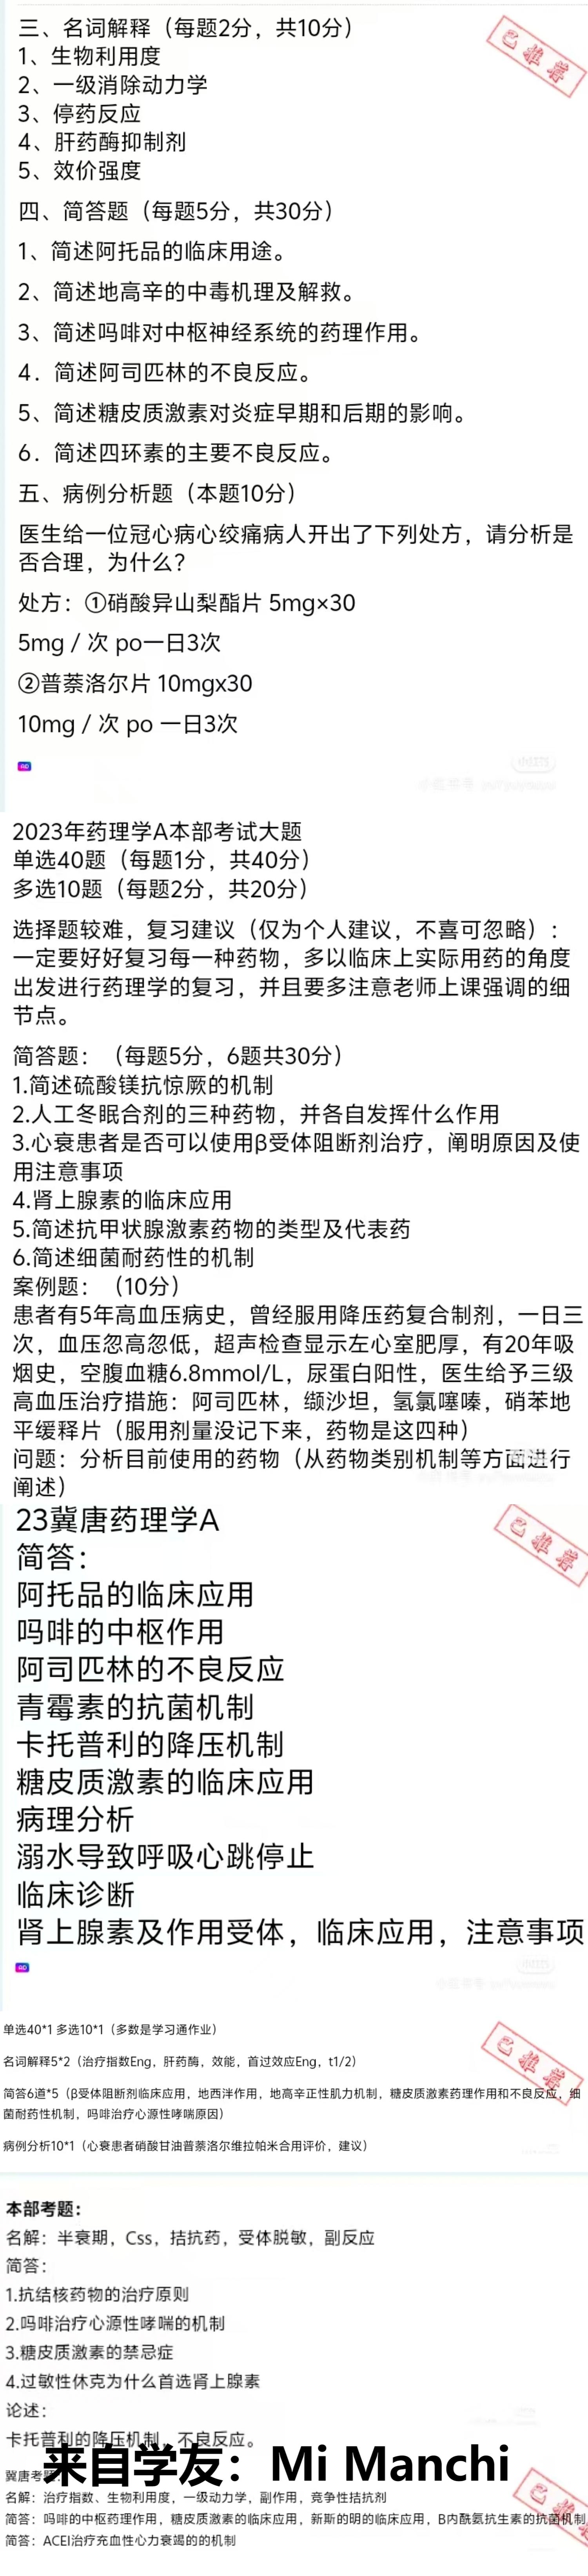 三、名词解释（每题2分，共10分）
已推荐
1、生物利用度
2、一级消除动力学
3、停药反应
4、肝药酶抑制剂
5、效价强度
四、简答题（每题5分，共30分）
1、简述阿托品的临床用途。
2、简述地高辛的中毒机理及解救。
3、简述吗啡对中枢神经系统的药理作用。
4．简述阿司匹林的不良反应。
5、简述糖皮质激素对炎症早期和后期的影响。
6．简述四环素的主要不良反应。
五、病例分析题（本题10分）
医生给一位冠心病心绞痛病人开出了下列处方，请分析是
否合理，为什么？
处方：①硝酸异山梨酯片 5mg×30
5mg / 次 po一日3次
②普萘洛尔片 10mgx30
10mg / 次 po 一日3次
2023年药理学A本部考试大题
单选40题（每题1分，共40分）
多选10题（每题2分，共20分）
选择题较难，复习建议（仅为个人建议，不喜可忽略）：
一定要好好复习每一种药物，多以临床上实际用药的角度
出发进行药理学的复习，并且要多注意老师上课强调的细
节点。
简答题：（每题5分，6题共30分）
1.简述硫酸镁抗惊厥的机制
2.人工冬眠合剂的三种药物，并各自发挥什么作用
3.心衰患者是否可以使用β受体阻断剂治疗，阐明原因及使
用注意事项
4.肾上腺素的临床应用
5.简述抗甲状腺激素药物的类型及代表药
6.简述细菌耐药性的机制
案例题：（10分）
患者有5年高血压病史，曾经服用降压药复合制剂，一日三
次，血压忽高忽低，超声检查显示左心室肥厚，有20年吸
烟史，空腹血糖6.8mmol/L，尿蛋白阳性，医生给予三级
高血压治疗措施：阿司匹林，缬沙坦，氢氯噻嗪，硝苯地
平缓释片（服用剂量没记下来，药物是这四种）
问题：分析目前使用的药物（从药物类别机制等方面进行
阐述）
23冀唐药理学A
已推荐
简答：
阿托品的临床应用
吗啡的中枢作用
阿司匹林的不良反应
青霉素的抗菌机制
卡托普利的降压机制
糖皮质激素的临床应用
病理分析
溺水导致呼吸心跳停止
临床诊断
肾上腺素及作用受体，临床应用，注意事项
单选40*1 多选10*1（多数是学习通作业）
已推荐
名词解释5*2（治疗指数Eng，肝药酶，效能，首过效应Eng，t1/2）
简答6道*5（β受体阻断剂临床应用，地西泮作用，地高辛正性肌力机制，糖皮质激素药理作用和不良反应，细
菌耐药性机制，吗啡治疗心源性哮喘原因）
病例分析10*1（心衰患者硝酸甘油普萘洛尔维拉帕米合用评价，建议）
本部考题：
名解：半衰期，Css，拮抗药，受体脱敏，副反应
简答：
1.抗结核药物的治疗原则
2.吗啡治疗心源性哮喘的机制
3.糖皮质激素的禁忌症
4.过敏性休克为什么首选肾上腺素
论述：
卡托普利的降压机制，不良反应。
来自学友：Mi Manchi
冀唐考题
名解：治疗指数、生物利用度，一级动力学，副作用，竞争性拮抗剂
简答：吗啡的中枢药理作用，糖皮质激素的临床应用，新斯的明的临床应用，B内酰氨抗生素的抗菌机制
简答：ACEI治疗充血性心力衰竭的的机制